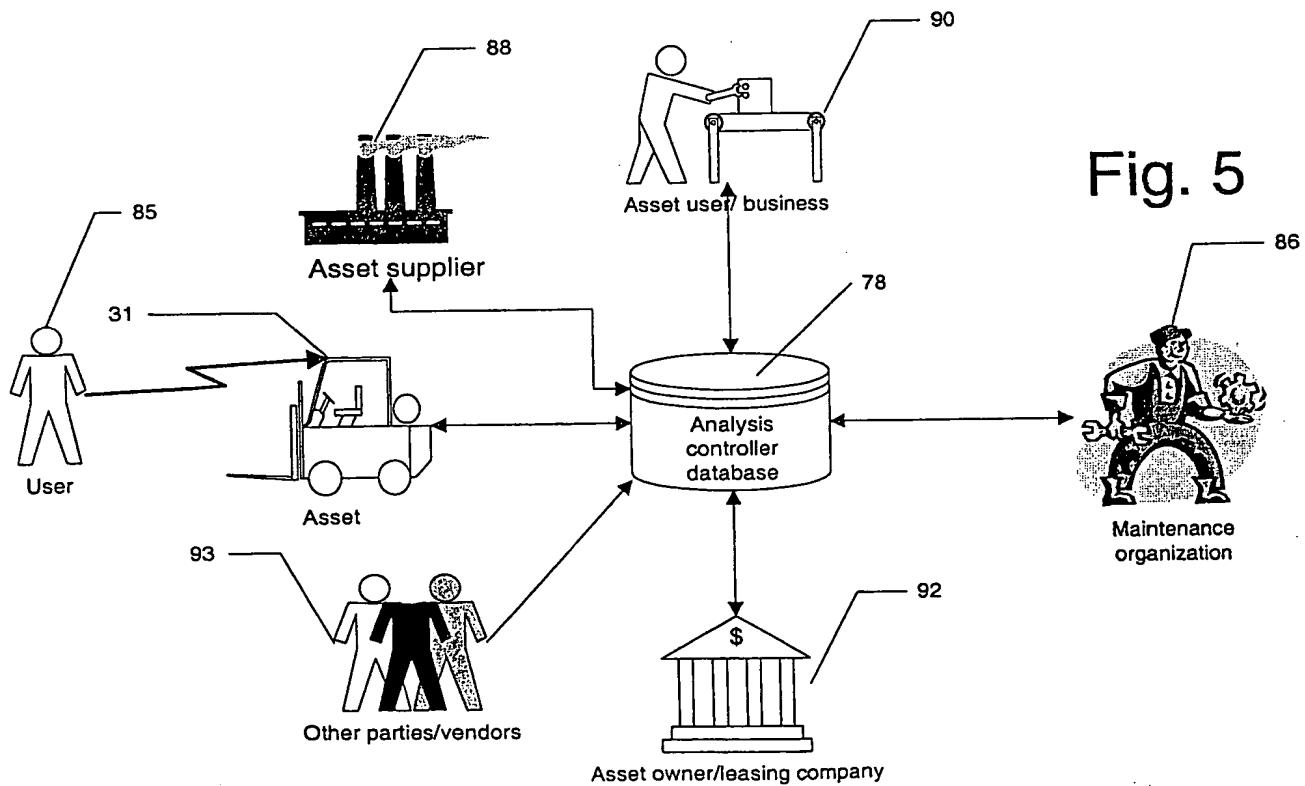 88
90
Fig. 5
Asset user/ business
85
86
Asset supplier
78
31
Analysis
controller
database
User
Asset
Maintenance
organization
93
92
$
Other parties/vendors
Asset owner/leasing company